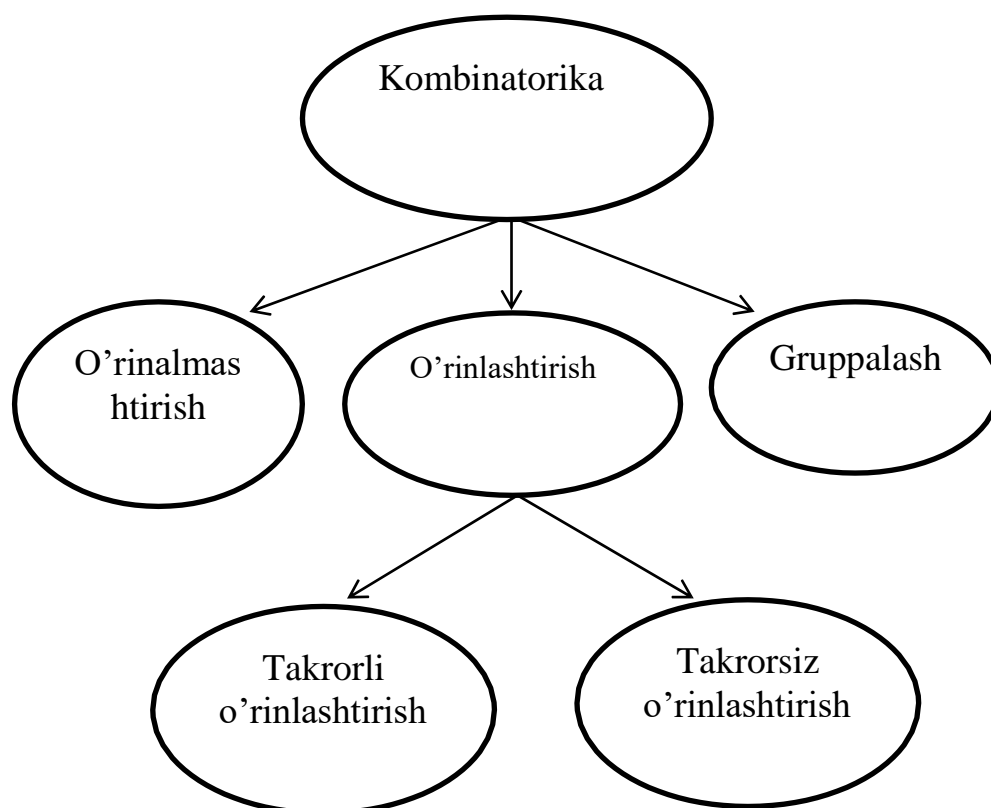 Kombinatorika
O’rinalmas
htirish
O’rinlashtirish
Gruppalash
Takrorli
o’rinlashtirish
Takrorsiz
o’rinlashtirish